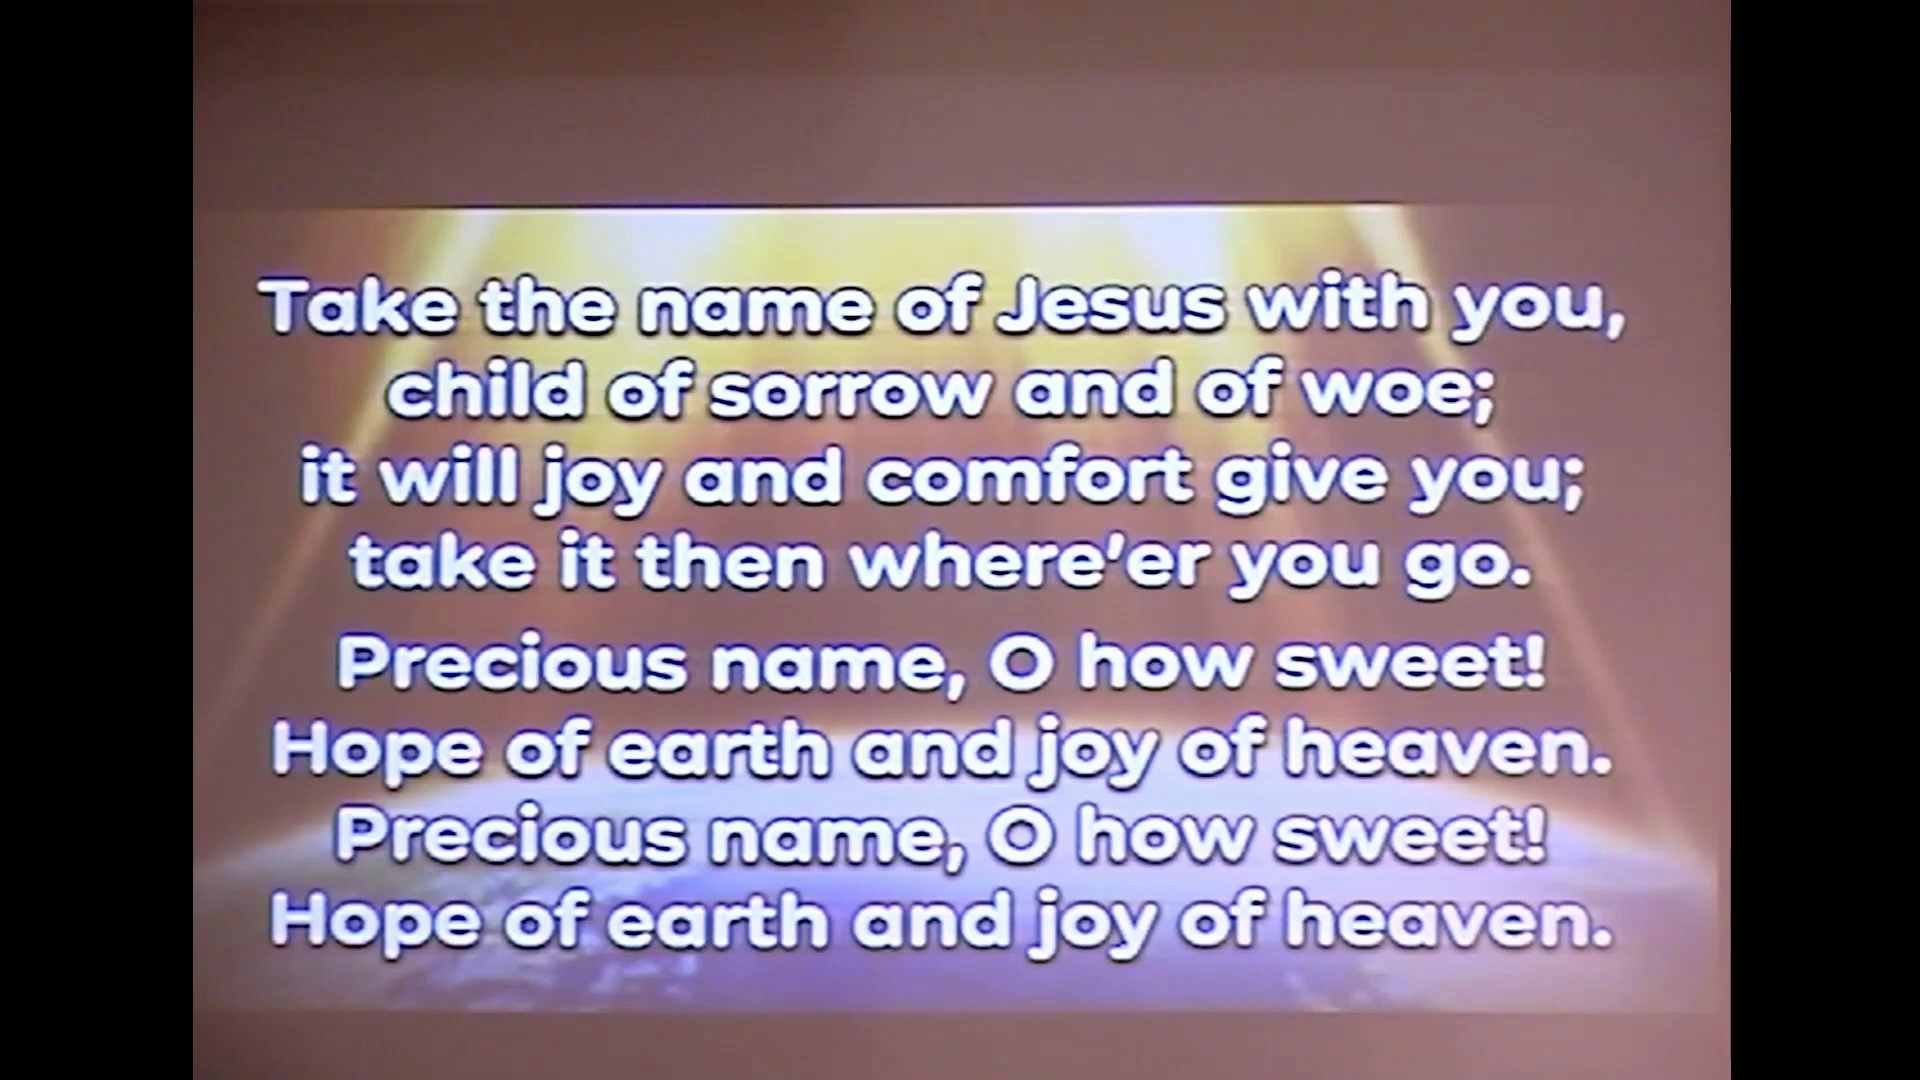 Take the name of Jesus with you,
child of sorrow and of woe;
it will joy and comfort give you;
take it then where'er you go.
Precious name, O how sweet!
Hope of earth and joy of heaven.
Precious name, O how sweet!
Hope of earth and joy of heaven.